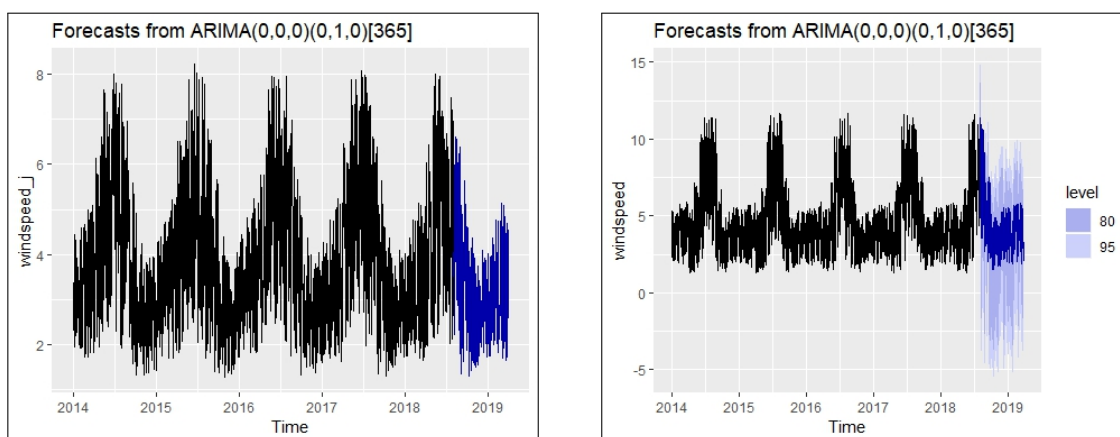 Forecasts from ARIMA(0,0,0)(0,1,0)[365]
8
6
4
2
windspeed_j
2014 2015 2016 2017 2018 2019
Time
Forecasts from ARIMA(0,0,0)(0,1,0)[365]
15
10
5
0
-5
windspeed
2014 2015 2016 2017 2018 2019
Time
level
80
95